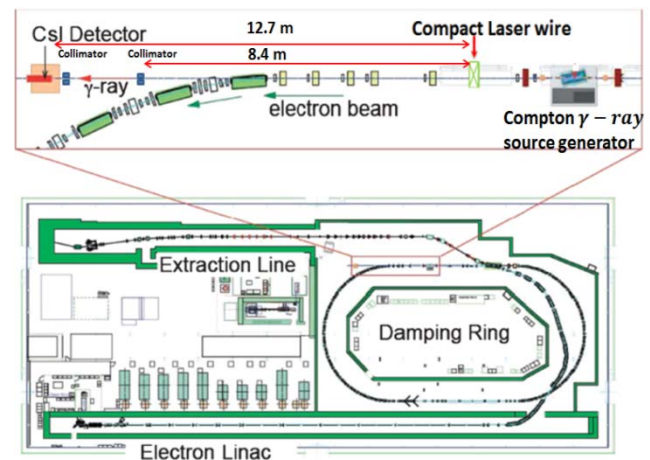 12.7 m
Compact Laser wire
CsI Detector
Collimator
Collimator
8.4 m
γ-ray
electron beam
Compton γ − ray
source generator
Extraction Line
Damping Ring
Electron Linac